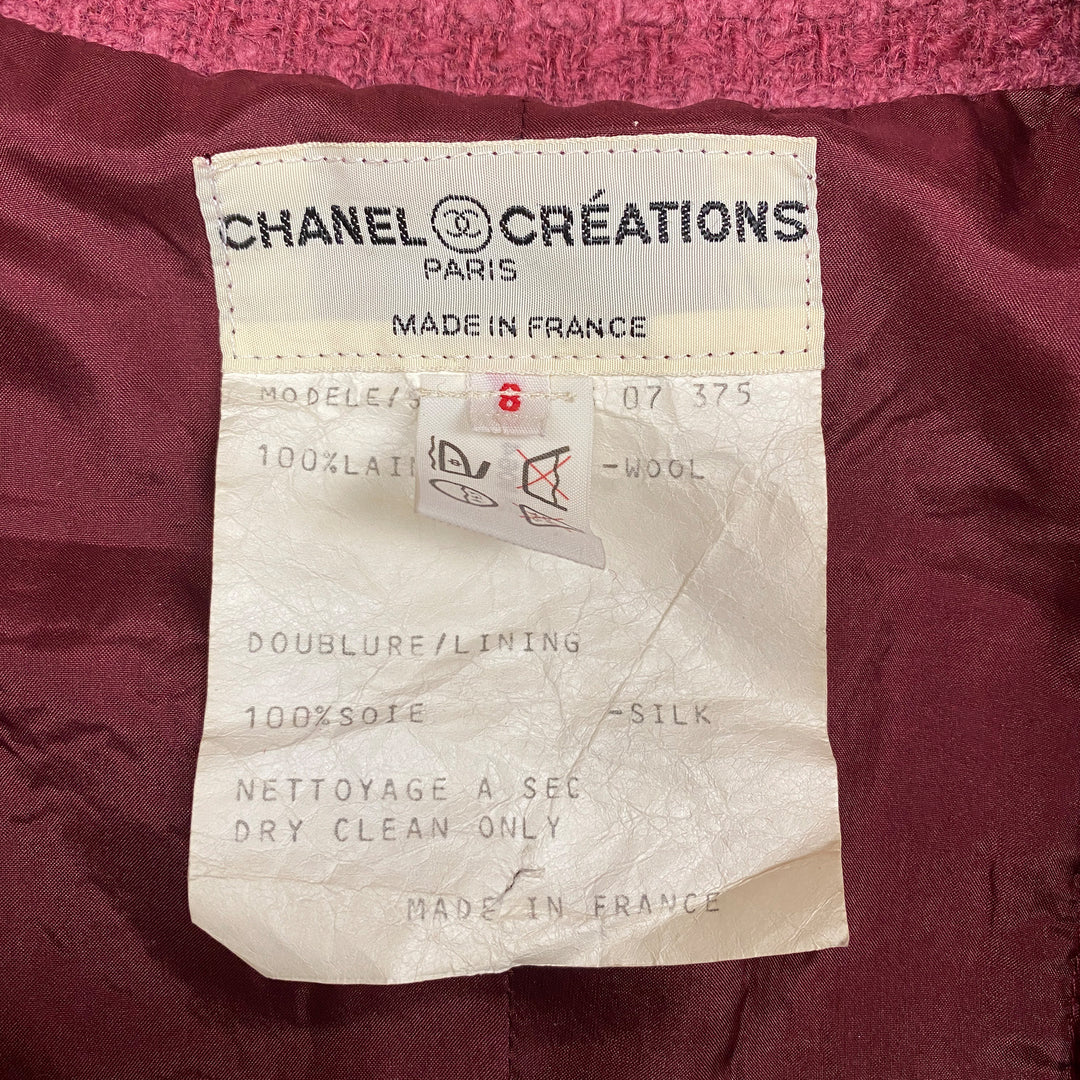 CHANEL CRÉATIONS
PARIS
MADE IN FRANCE
8
MODELE/ 07 375
100% -WOOL
DOUBLURE/LINING
100%SOIE -SILK
NETTOYAGE A SEC
DRY CLEAN ONLY
MADE IN FRANCE